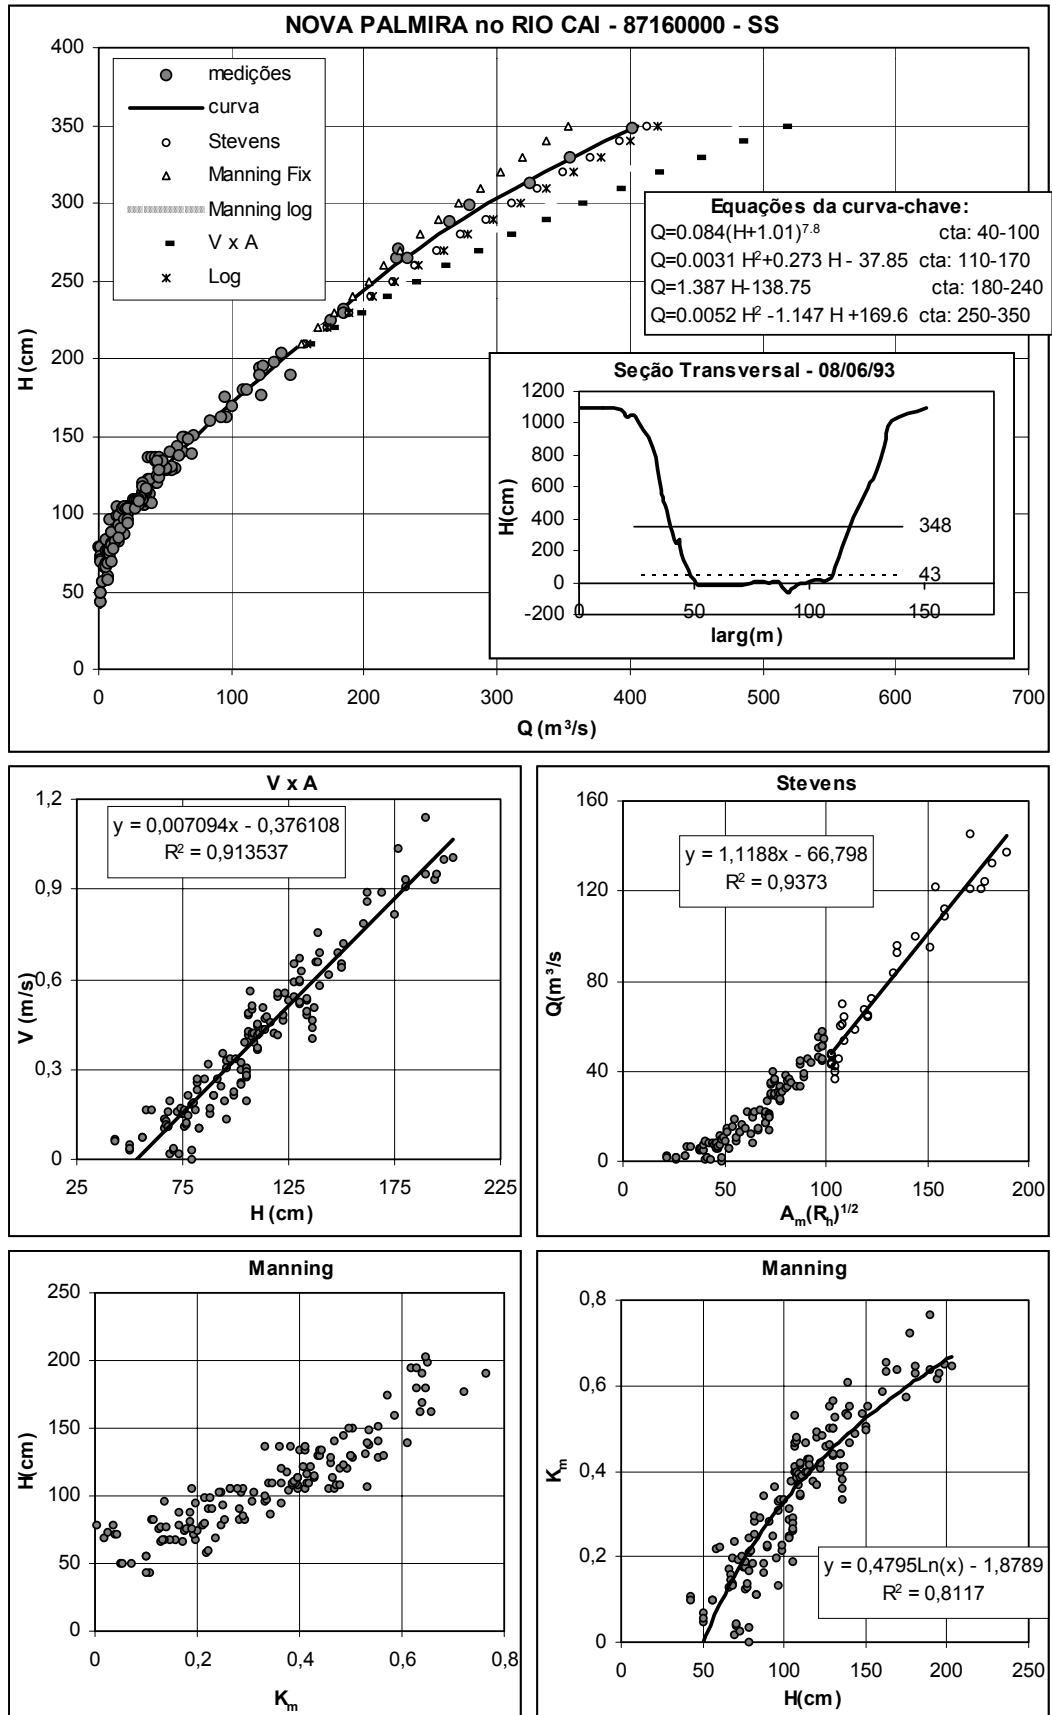 NOVA PALMIRA no RIO CAI - 87160000 - SS
400
350
300
250
200
150
100
50
0
H (cm)
medições
curva
Stevens
Manning Fix
Manning log
V x A
Log
Equações da curva-chave:
Q=0.084(H+1.01)^7.8 cta: 40-100
Q=0.0031 H²+0.273 H - 37.85 cta: 110-170
Q=1.387 H-138.75 cta: 180-240
Q=0.0052 H² -1.147 H +169.6 cta: 250-350
Seção Transversal - 08/06/93
1200
1000
800
600
400
200
0
-200
H(cm)
348
43
0 50 100 150
larg(m)
0 100 200 300 400 500 600 700
Q (m³/s)
V x A
1,2
0,9
0,6
0,3
0
V (m/s)
y = 0,007094x - 0,376108
R² = 0,913537
25 75 125 175 225
H (cm)
Stevens
160
120
80
40
0
Q(m³/s
y = 1,1188x - 66,798
R² = 0,9373
0 50 100 150 200
Aₘ(Rₕ)^1/2
Manning
250
200
150
100
50
0
H(cm)
0 0,2 0,4 0,6 0,8
Kₘ
Manning
0,8
0,6
0,4
0,2
0
Kₘ
y = 0,4795Ln(x) - 1,8789
R² = 0,8117
0 50 100 150 200 250
H(cm)